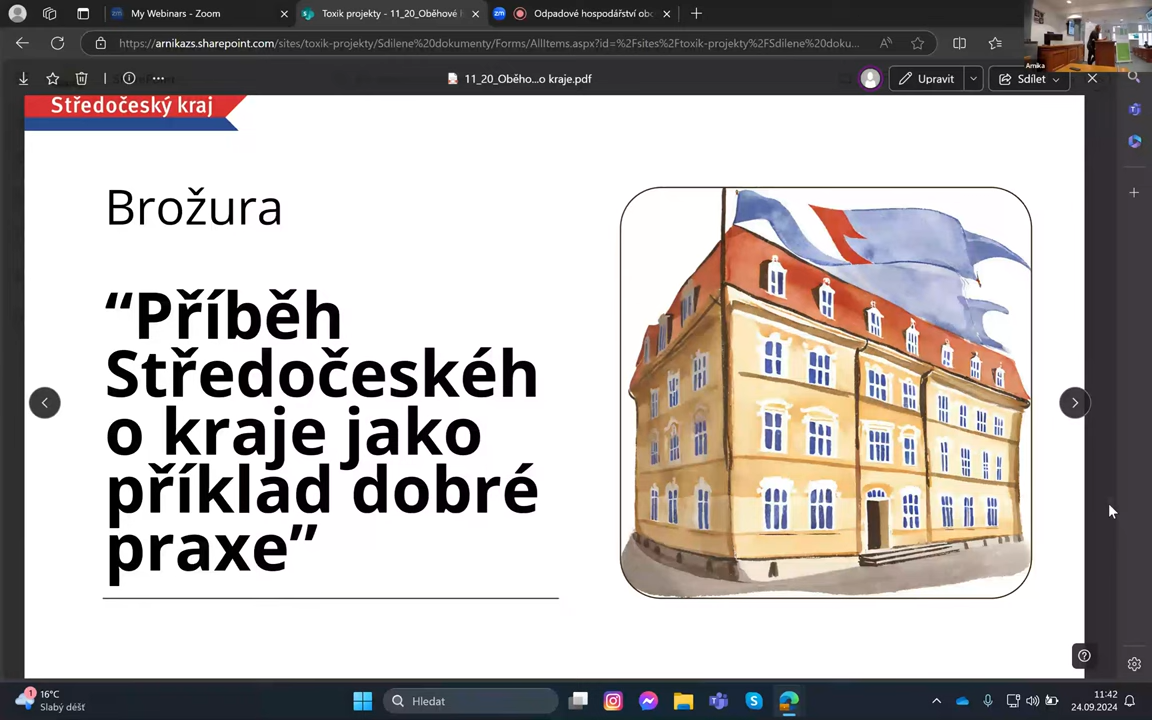 My Webinars - Zoom
Toxik projekty - 11_20_Oběhové
Odpadové hospodářství obc
https://arnikazs.sharepoint.com/sites/toxik-projekty/Sdilene%20dokumenty/Forms/AllItems.aspx?id=%2Fsites%2Ftoxik-projekty%2FSdilene%20doku...
Arnika
11_20_Oběho...o kraje.pdf
Upravit
Sdílet
Středočeský kraj
Brožura
“Příběh
Středočeskéh
o kraje jako
příklad dobré
praxe”
1
16°C
Slabý déšť
Hledat
11:42
24.09.2024